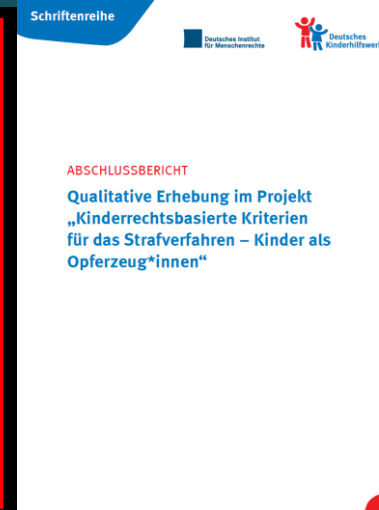 Schriftenreihe
Deutsches Institut
für Menschenrechte
Deutsches
Kinderhilfswerk
ABSCHLUSSBERICHT
Qualitative Erhebung im Projekt
„Kinderrechtsbasierte Kriterien
für das Strafverfahren – Kinder als
Opferzeug*innen“